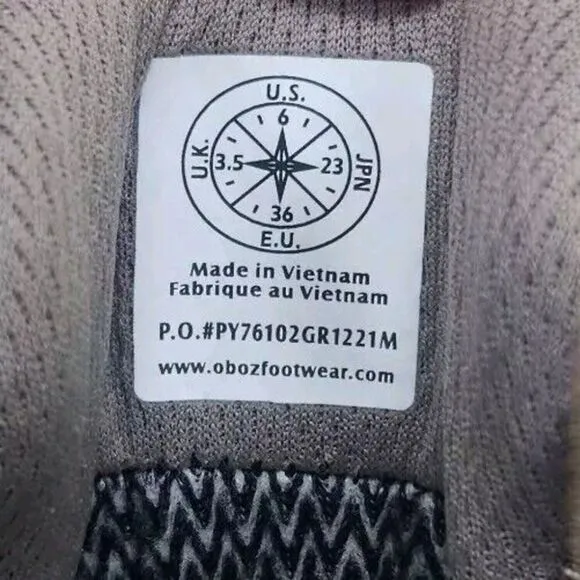 U.S.
6
U.K. 3.5 23 JPN
36
E.U.
Made in Vietnam
Fabrique au Vietnam
P.O.#PY76102GR1221M
www.obozfootwear.com